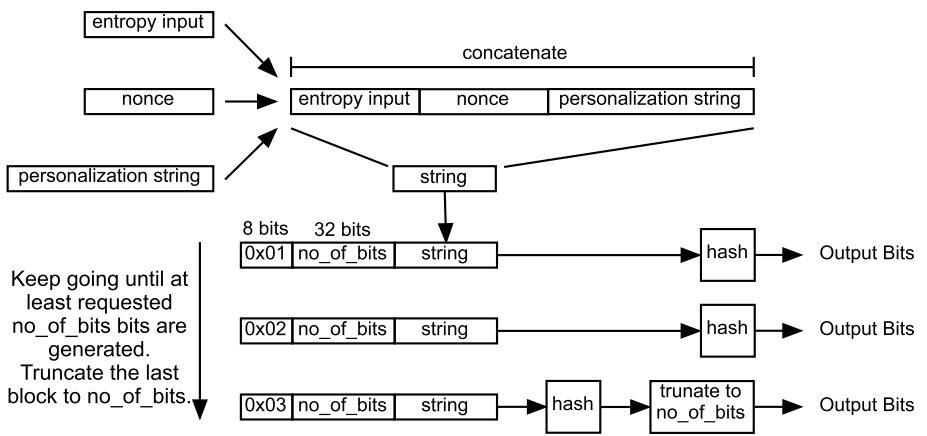 entropy input
concatenate
nonce
entropy input nonce personalization string
personalization string
string
8 bits 32 bits
0x01 no_of_bits string hash Output Bits
Keep going until at
least requested
no_of_bits bits are
generated.
Truncate the last
block to no_of_bits.
0x02 no_of_bits string hash Output Bits
0x03 no_of_bits string hash
trunate to
no_of_bits
Output Bits